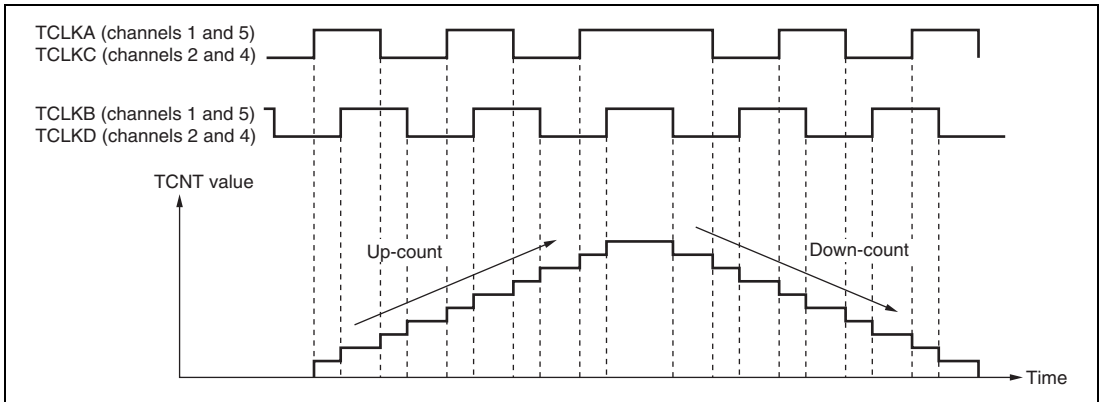 TCLKA (channels 1 and 5)
TCLKC (channels 2 and 4)
TCLKB (channels 1 and 5)
TCLKD (channels 2 and 4)
TCNT value
Up-count
Down-count
Time